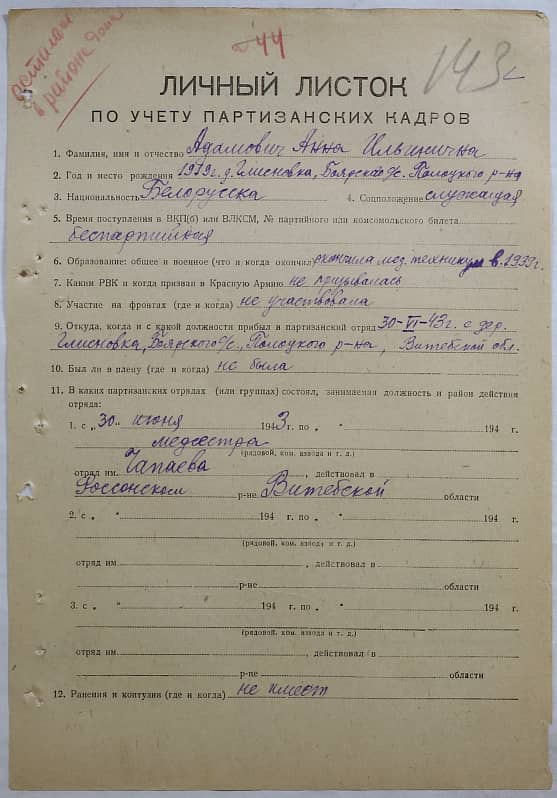 остался
в районе дома
44
143
ЛИЧНЫЙ ЛИСТОК
ПО УЧЕТУ ПАРТИЗАНСКИХ КАДРОВ
1. Фамилия, имя и отчество Адамович Анна Ильинична
2. Год и место рождения 1919 г. д. Глисновка, Боярского с/с. Полоцкого р-на
3. Национальность Белорусска 4. Соцположение служащая
5. Время поступления в ВКП(б) или ВЛКСМ, № партийного или комсомольского билета
беспартийная
6. Образование: общее и военное (что и когда окончил) окончила мед. техникум в 1939 г.
7. Каким РВК и когда призван в Красную Армию не призывалась
8. Участие на фронтах (где и когда) не участвовала
9. Откуда, когда и с какой должности прибыл в партизанский отряд 30-VI-43 г. с дер.
Глисновка, Боярского с/с, Полоцкого р-на, Витебской обл.
10. Был ли в плену (где и когда) не была
11. В каких партизанских отрядах (или группах) состоял, занимаемая должность и район действия
отряда:
1. с „30" июня 1943 г. по „ " 194 г.
медсестра
(рядовой, ком. взвода и т. д.)
отряд им. Чапаева, действовал в
Россонском р-не Витебской области
2. с „ " 194 г. по „ " 194 г.
(рядовой, ком. взвода и т. д.)
отряд им., действовал в
р-не области
3. с „ " 194 г. по „ " 194 г.
(рядовой, ком. взвода и т. д.)
отряд им., действовал в
р-не области
12. Ранения и контузии (где и когда) не имеет